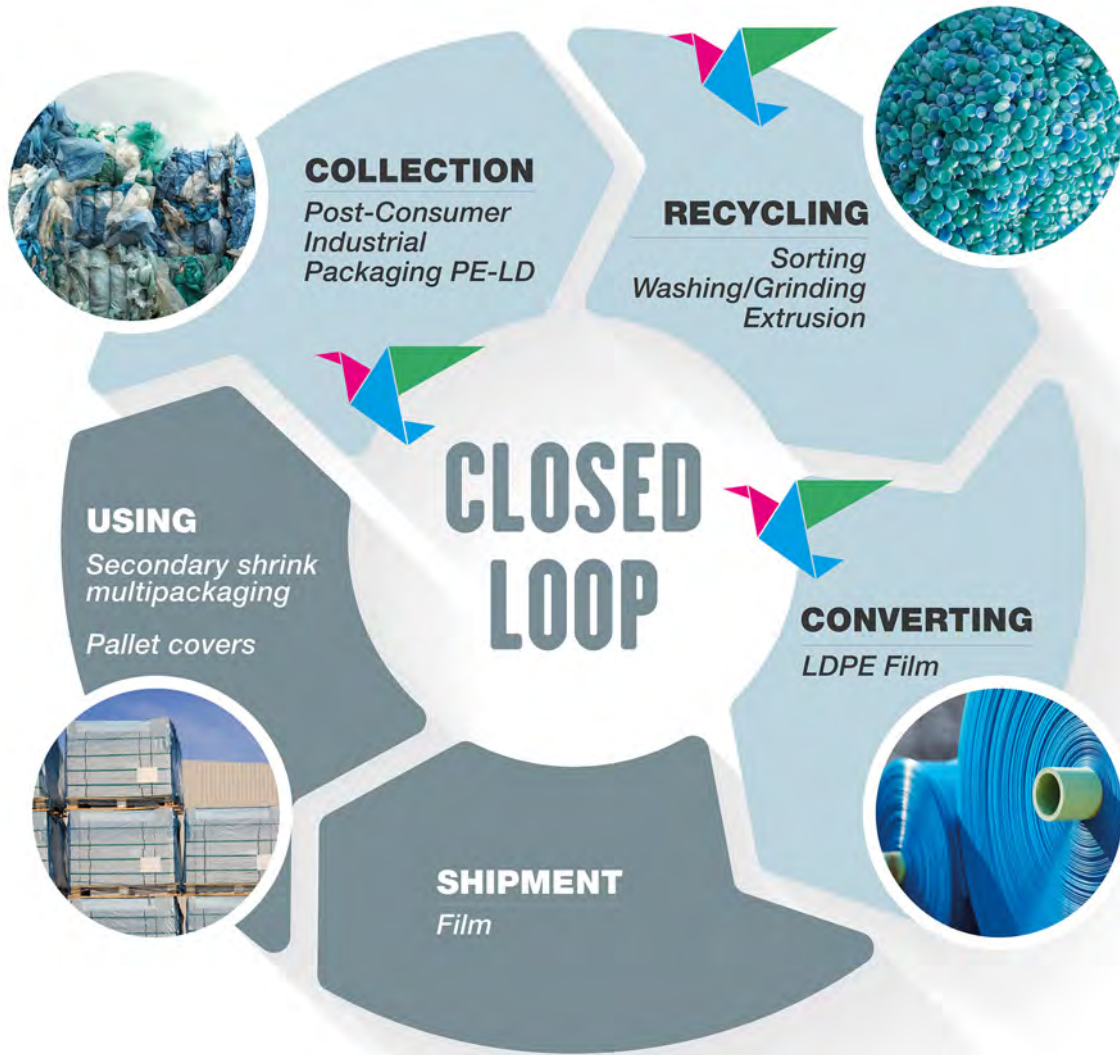 COLLECTION
Post-Consumer
Industrial
Packaging PE-LD
RECYCLING
Sorting
Washing/Grinding
Extrusion
CONVERTING
LDPE Film
SHIPMENT
Film
USING
Secondary shrink
multipackaging
Pallet covers
CLOSED
LOOP